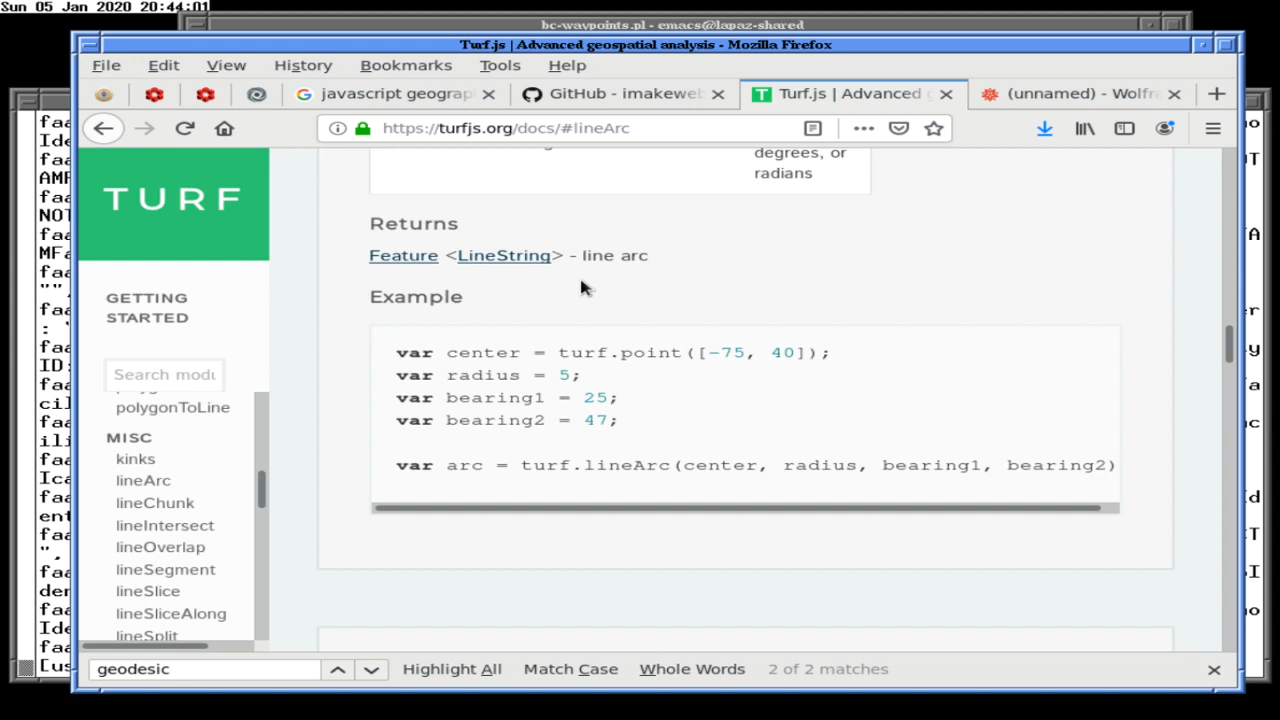 Sun 05 Jan 2020 20:44:01
bc-waypoints.pl - emacs@lapaz-shared
Turf.js | Advanced geospatial analysis - Mozilla Firefox
File Edit View History Bookmarks Tools Help
javascript geograp
GitHub - imakeweb
Turf.js | Advanced g
(unnamed) - Wolfra
https://turfjs.org/docs/#lineArc
TURF
GETTING
STARTED
Search modu
polygonToLine
MISC
kinks
lineArc
lineChunk
lineIntersect
lineOverlap
lineSegment
lineSlice
lineSliceAlong
lineSplit
degrees, or
radians
Returns
Feature <LineString> - line arc
Example
var center = turf.point([-75, 40]);
var radius = 5;
var bearing1 = 25;
var bearing2 = 47;
var arc = turf.lineArc(center, radius, bearing1, bearing2)
geodesic
Highlight All Match Case Whole Words 2 of 2 matches